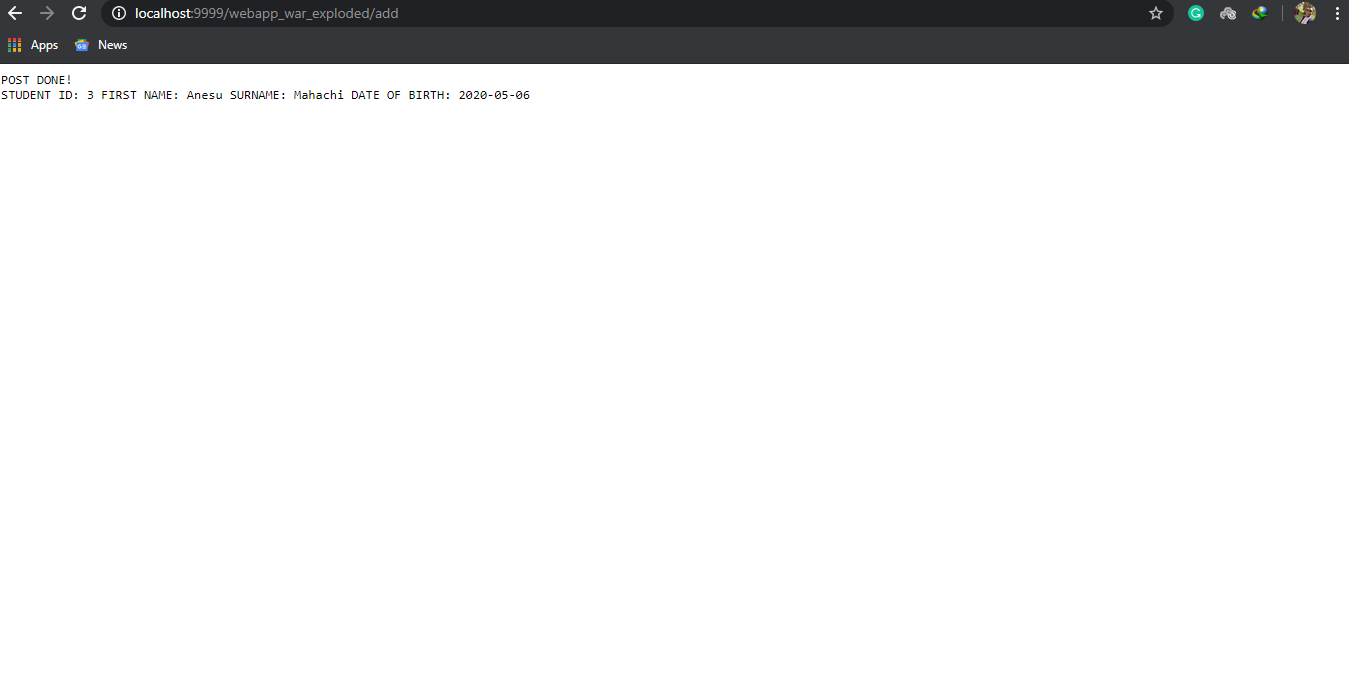 localhost:9999/webapp_war_exploded/add
Apps News
POST DONE!
STUDENT ID: 3 FIRST NAME: Anesu SURNAME: Mahachi DATE OF BIRTH: 2020-05-06